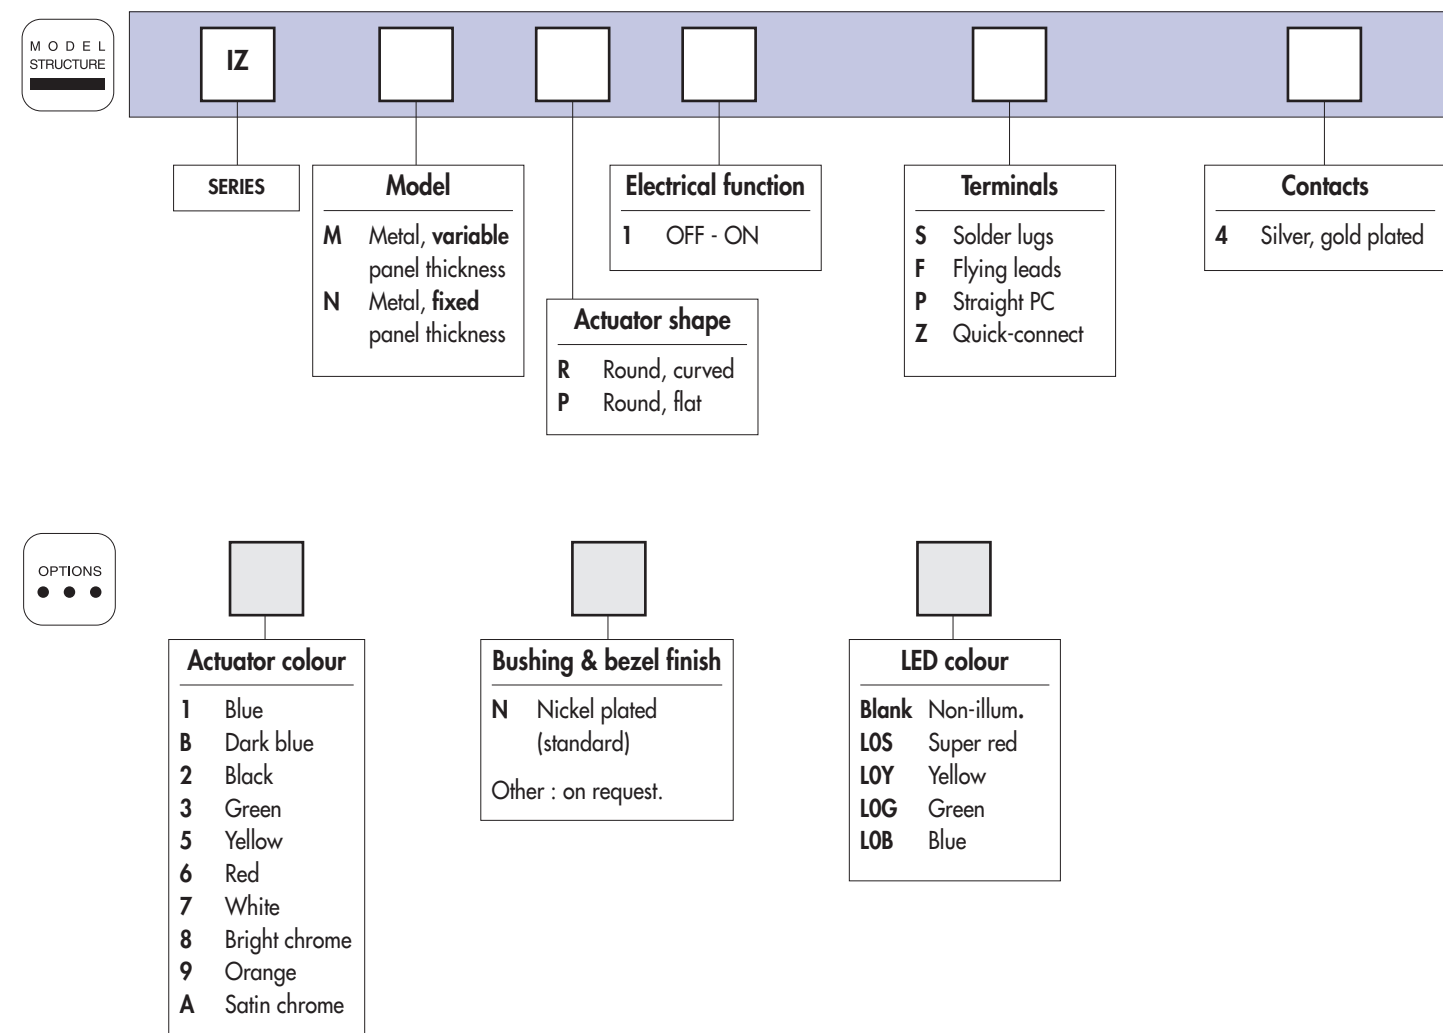 MODEL
STRUCTURE
IZ
SERIES
Model
M Metal, variable
panel thickness
N Metal, fixed
panel thickness
Actuator shape
R Round, curved
P Round, flat
Electrical function
1 OFF - ON
Terminals
S Solder lugs
F Flying leads
P Straight PC
Z Quick-connect
Contacts
4 Silver, gold plated
OPTIONS
Actuator colour
1 Blue
B Dark blue
2 Black
3 Green
5 Yellow
6 Red
7 White
8 Bright chrome
9 Orange
A Satin chrome
Bushing & bezel finish
N Nickel plated
(standard)
Other : on request.
LED colour
Blank Non-illum.
L0S Super red
L0Y Yellow
L0G Green
L0B Blue